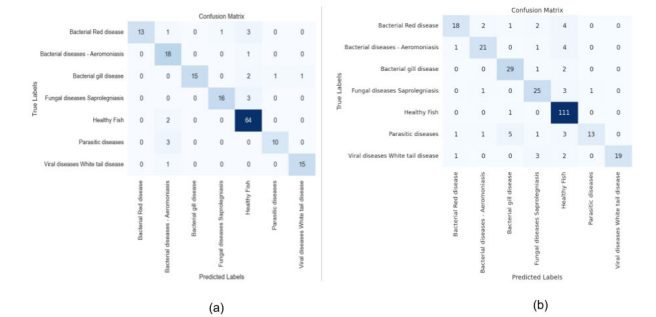 Confusion Matrix
Bacterial Red disease 13 1 0 1 3 0 0
Bacterial diseases - Aeromoniasis 0 18 0 0 1 0 0
Bacterial gill disease 0 0 15 0 2 1 1
Fungal diseases Saprolegniasis 0 0 0 16 3 0 0
Healthy Fish 0 2 0 0 64 0 0
Parasitic diseases 0 3 0 0 0 10 0
Viral diseases White tail disease 0 1 0 0 0 0 15
True Labels
Bacterial Red disease
Bacterial diseases - Aeromoniasis
Bacterial gill disease
Fungal diseases Saprolegniasis
Healthy Fish
Parasitic diseases
Viral diseases White tail disease
Predicted Labels
(a)
Confusion Matrix
Bacterial Red disease 18 2 1 2 4 0 0
Bacterial diseases - Aeromoniasis 1 21 0 1 4 0 0
Bacterial gill disease 0 0 29 1 2 0 0
Fungal diseases Saprolegniasis 0 1 0 25 3 1 0
Healthy Fish 0 0 1 0 111 0 0
Parasitic diseases 1 1 5 1 3 13 0
Viral diseases White tail disease 1 0 0 3 2 0 19
True Labels
Bacterial Red disease
Bacterial diseases - Aeromoniasis
Bacterial gill disease
Fungal diseases Saprolegniasis
Healthy Fish
Parasitic diseases
Viral diseases White tail disease
Predicted Labels
(b)